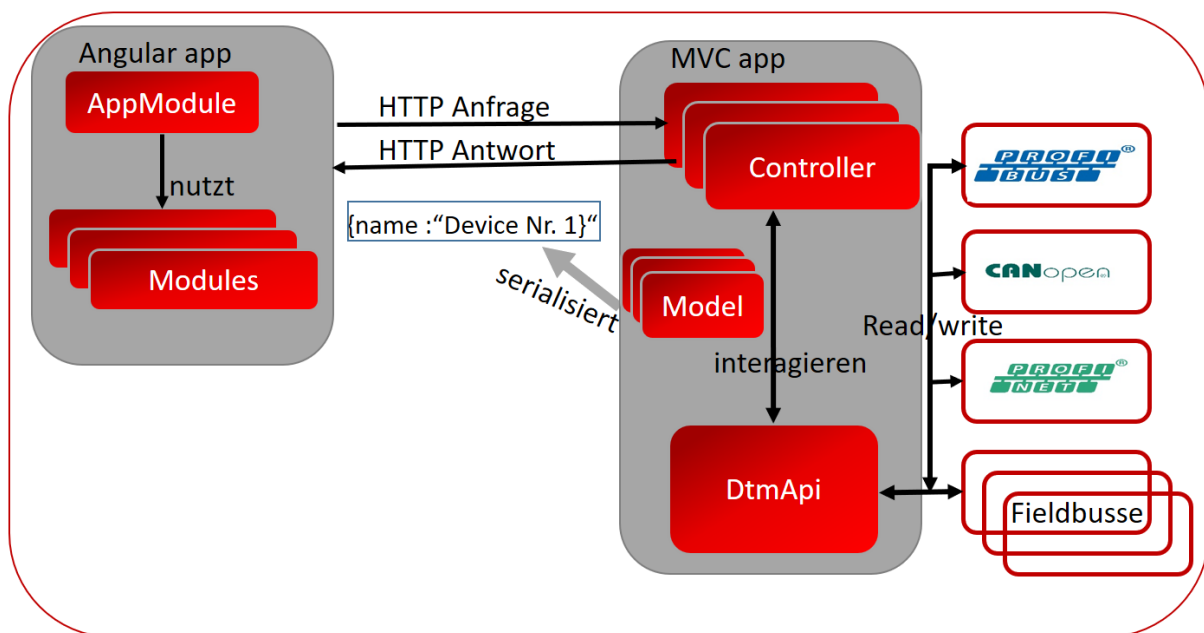 Angular app
AppModule
nutzt
Modules
HTTP Anfrage
HTTP Antwort
{name :“Device Nr. 1}“
serialisiert
MVC app
Controller
Model
interagieren
DtmApi
Read/write
PROFI®
BUS
CANopen
PROFI®
NET
Fieldbusse